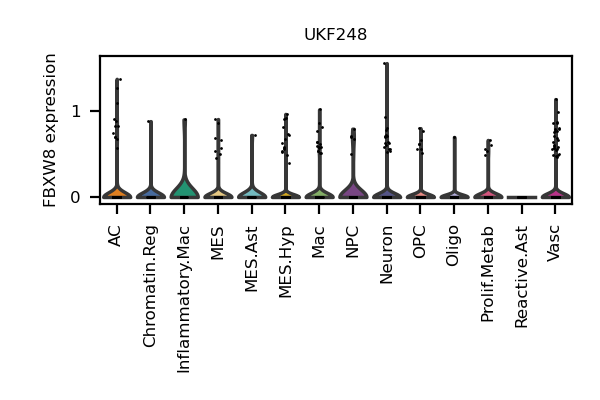 UKF248
FBXW8 expression
1
0
AC
Chromatin.Reg
Inflammatory.Mac
MES
MES.Ast
MES.Hyp
Mac
NPC
Neuron
OPC
Oligo
Prolif.Metab
Reactive.Ast
Vasc